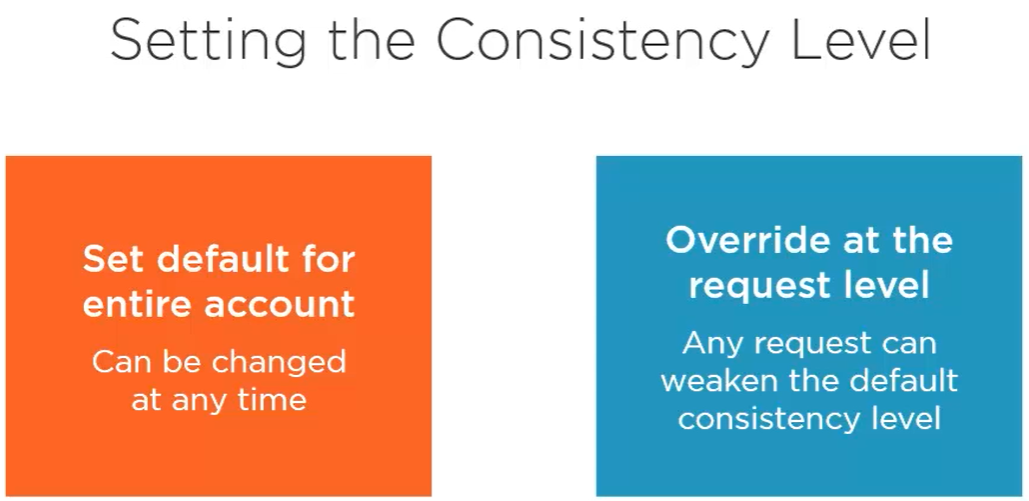 Setting the Consistency Level
Set default for
entire account
Can be changed
at any time
Override at the
request level
Any request can
weaken the default
consistency level